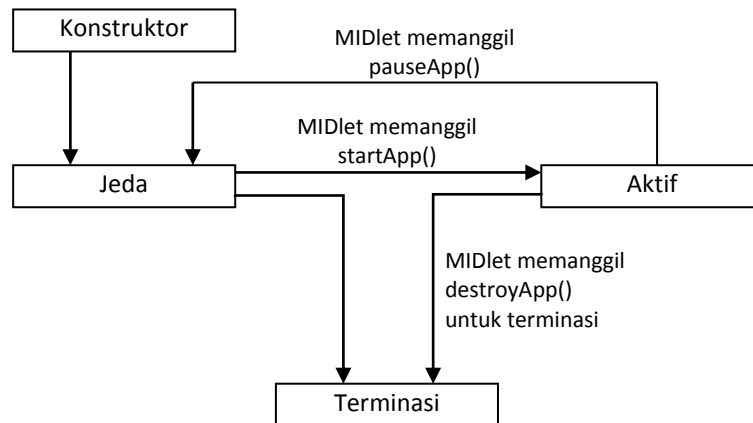 Konstruktor
MIDlet memanggil
pauseApp()
MIDlet memanggil
startApp()
Jeda
Aktif
MIDlet memanggil
destroyApp()
untuk terminasi
Terminasi